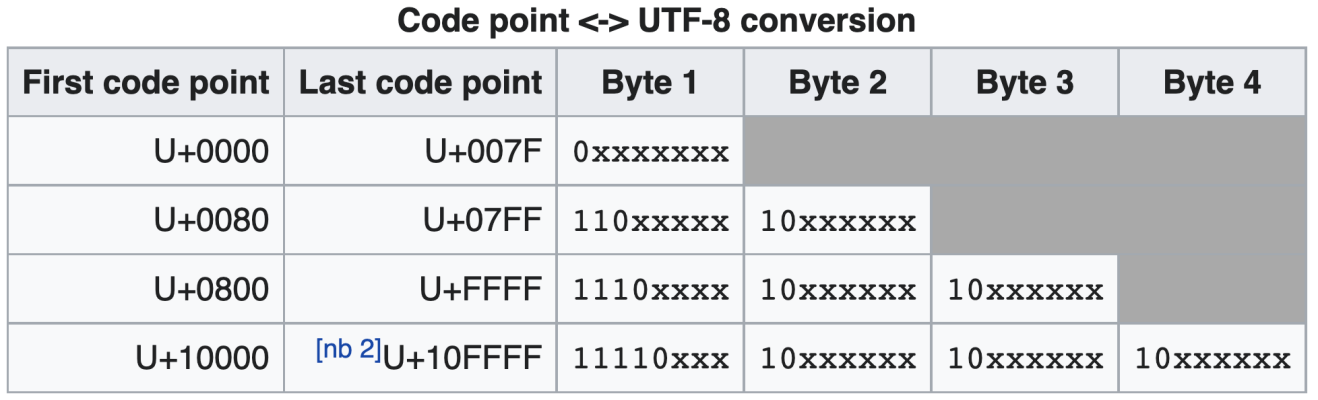 Code point <-> UTF-8 conversion
First code point Last code point Byte 1 Byte 2 Byte 3 Byte 4
U+0000 U+007F 0xxxxxxx
U+0080 U+07FF 110xxxxx 10xxxxxx
U+0800 U+FFFF 1110xxxx 10xxxxxx 10xxxxxx
U+10000 [nb 2]U+10FFFF 11110xxx 10xxxxxx 10xxxxxx 10xxxxxx